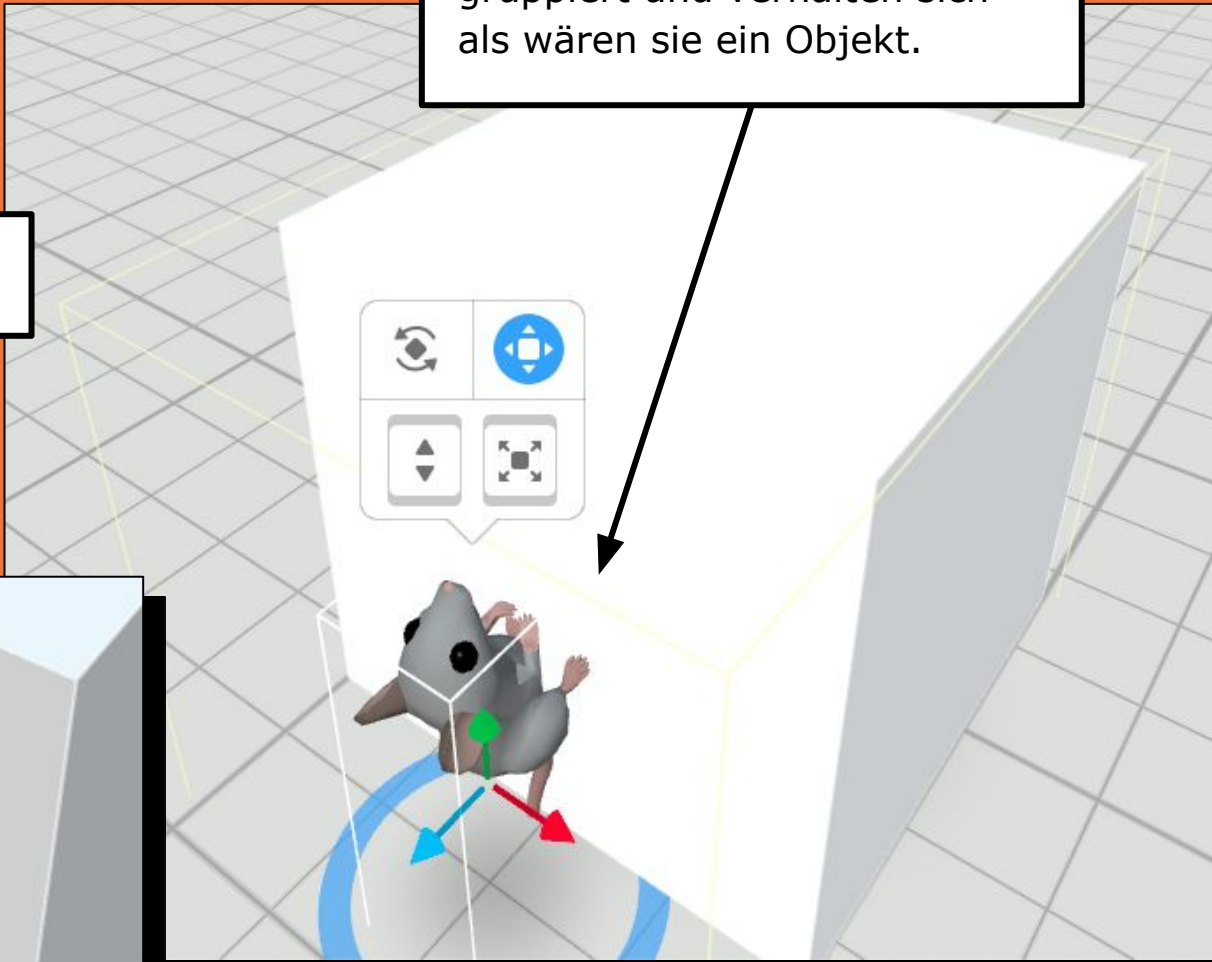 gruppiert und verhalten sich
als wären sie ein Objekt.